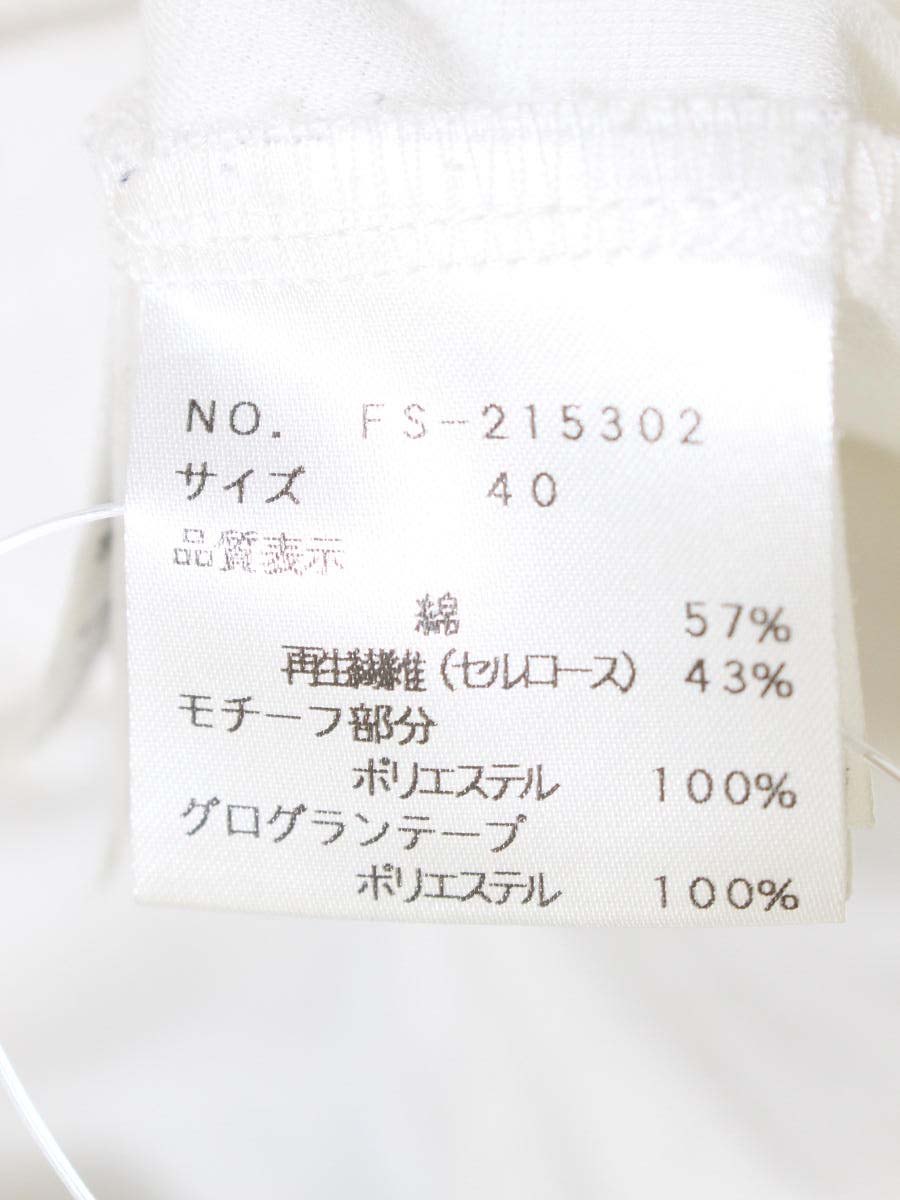 NO. FS-215302
サイズ 40
品質表示
綿 57%
再生繊維(セルロース) 43%
モチーフ部分
ポリエステル 100%
グログランテープ
ポリエステル 100%